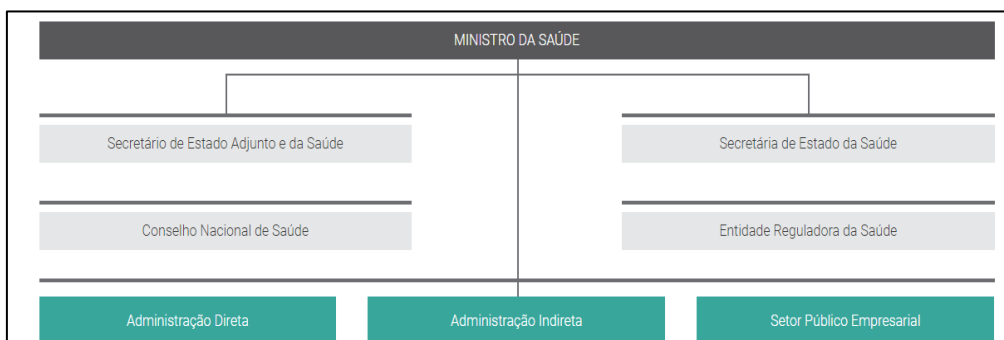 MINISTRO DA SAÚDE
Secretário de Estado Adjunto e da Saúde
Secretária de Estado da Saúde
Conselho Nacional de Saúde
Entidade Reguladora da Saúde
Administração Direta
Administração Indireta
Setor Público Empresarial